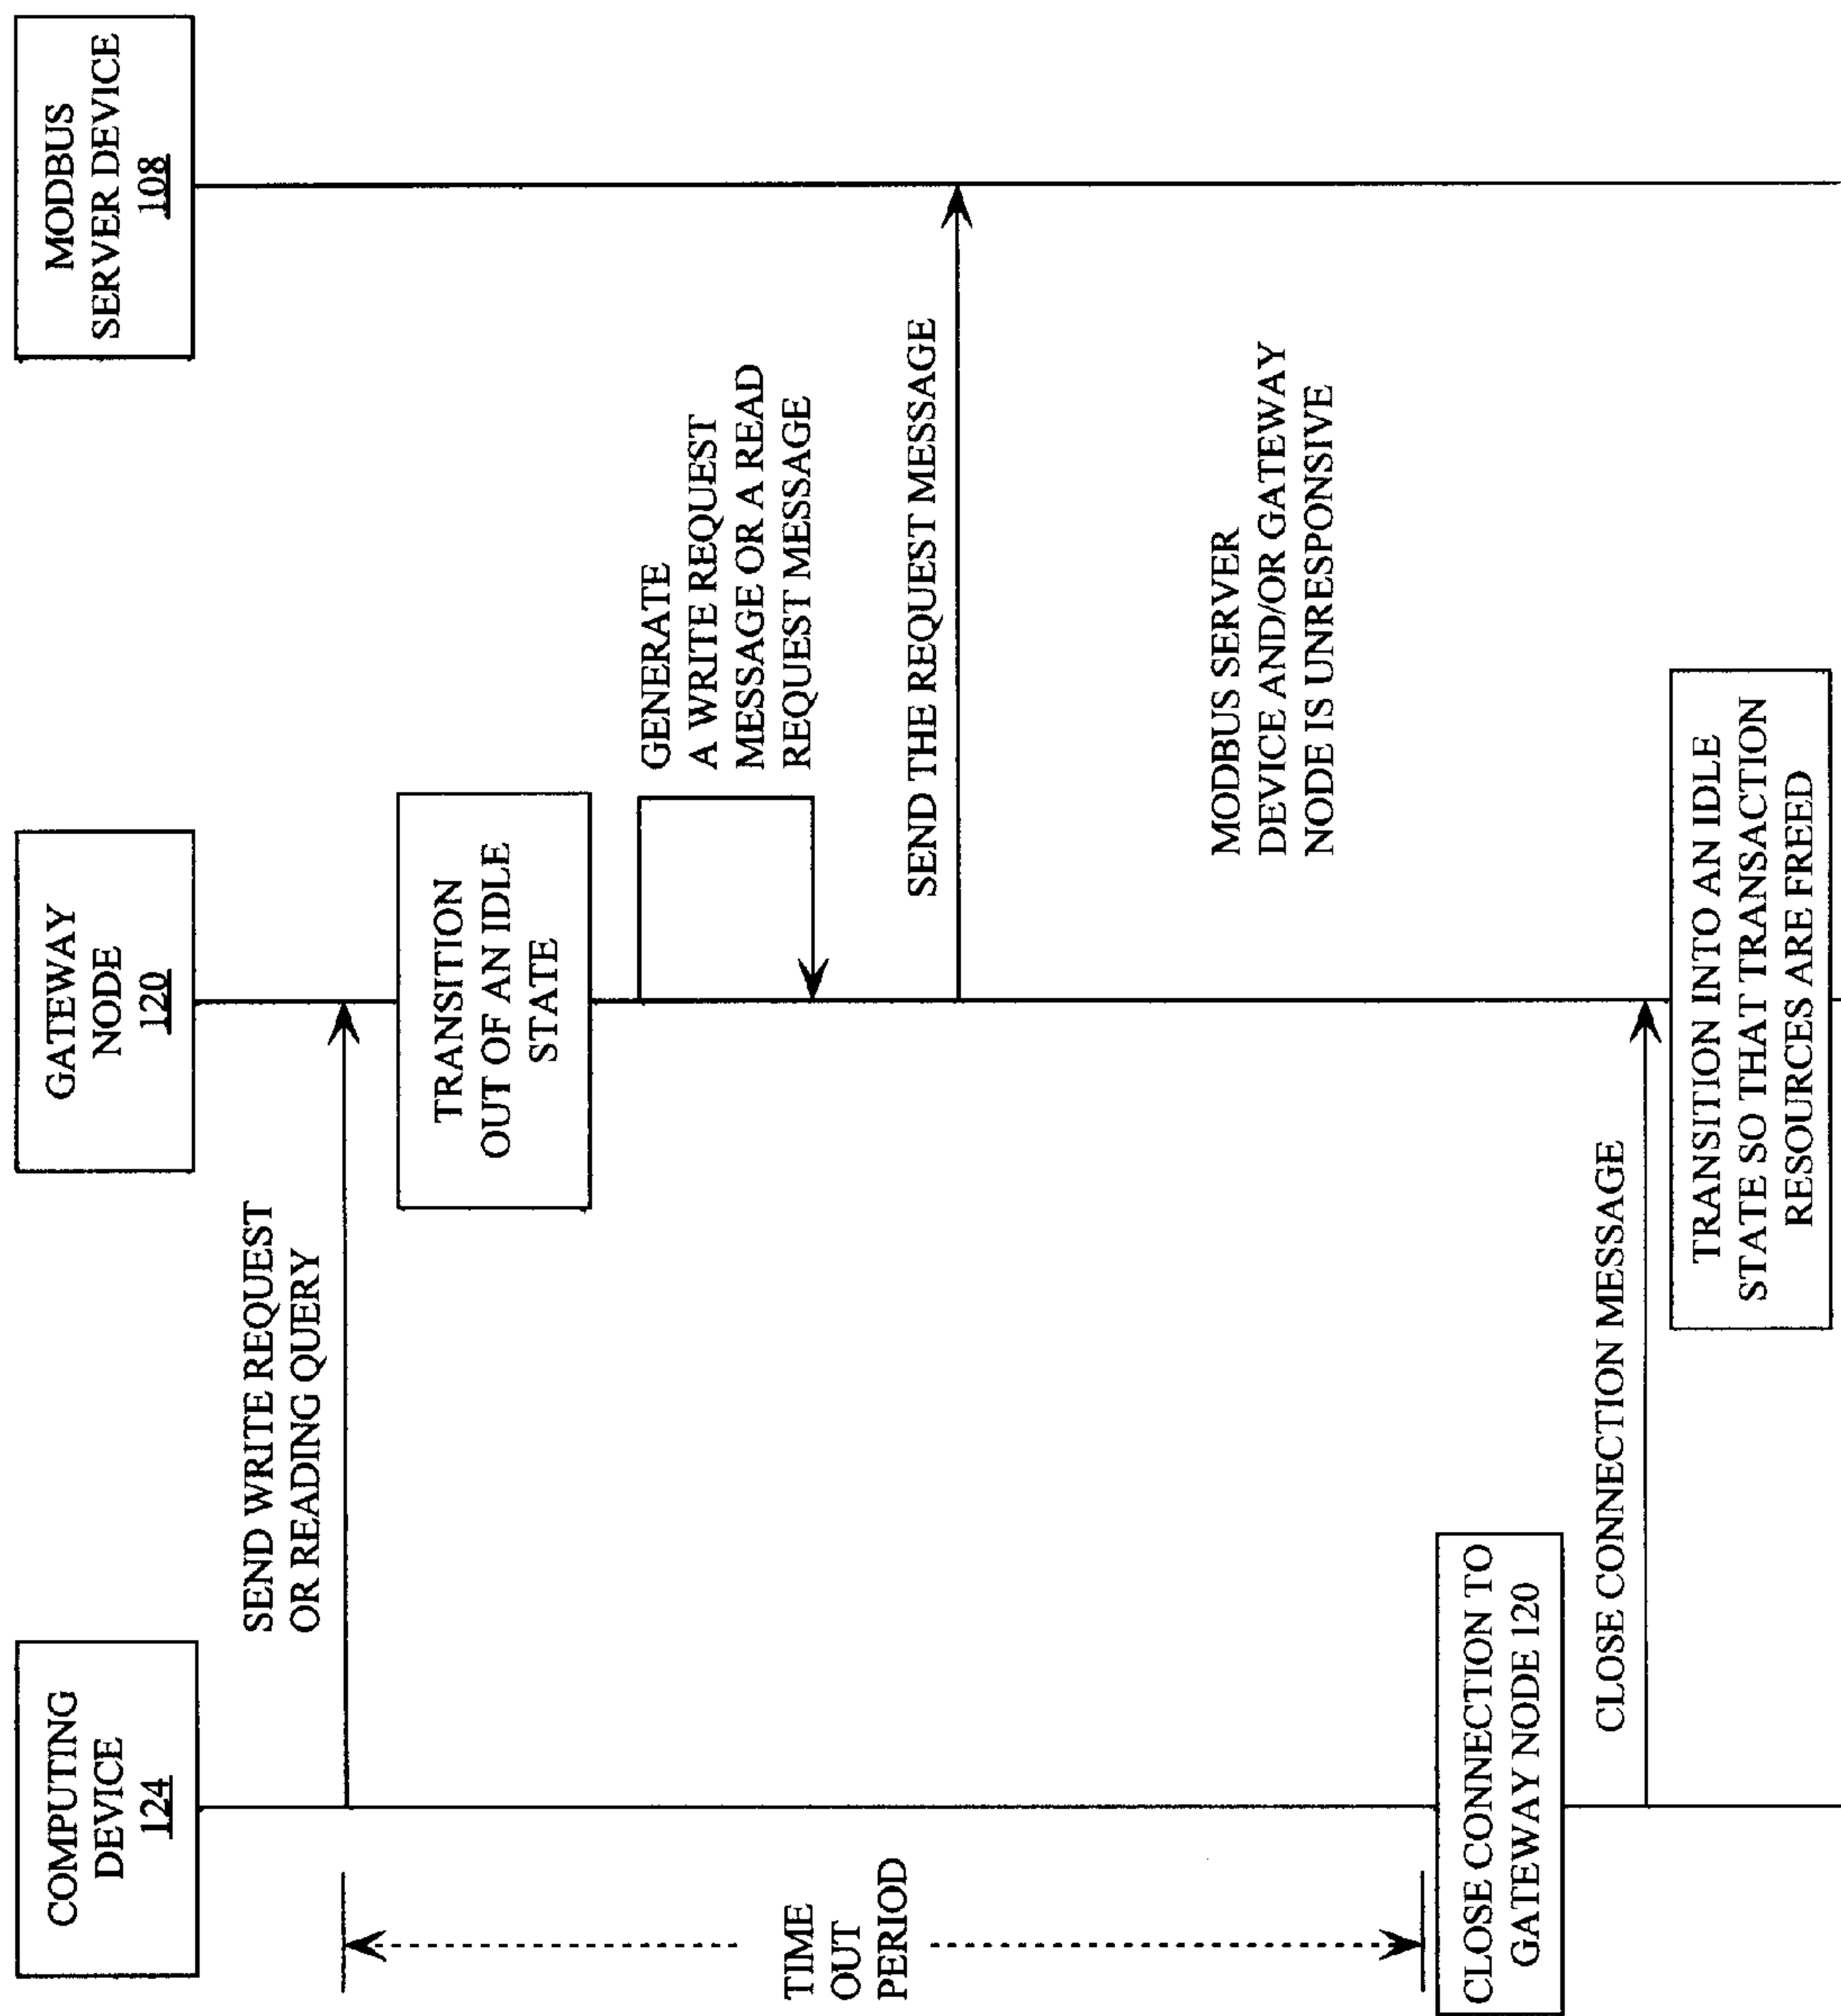 COMPUTING
DEVICE
124
GATEWAY
NODE
120
MODBUS
SERVER DEVICE
108
SEND WRITE REQUEST
OR READING QUERY
TRANSITION
OUT OF AN IDLE
STATE
GENERATE
A WRITE REQUEST
MESSAGE OR A READ
REQUEST MESSAGE
TIME
OUT
PERIOD
SEND THE REQUEST MESSAGE
MODBUS SERVER
DEVICE AND/OR GATEWAY
NODE IS UNRESPONSIVE
CLOSE CONNECTION TO
GATEWAY NODE 120
CLOSE CONNECTION MESSAGE
TRANSITION INTO AN IDLE
STATE SO THAT TRANSACTION
RESOURCES ARE FREED